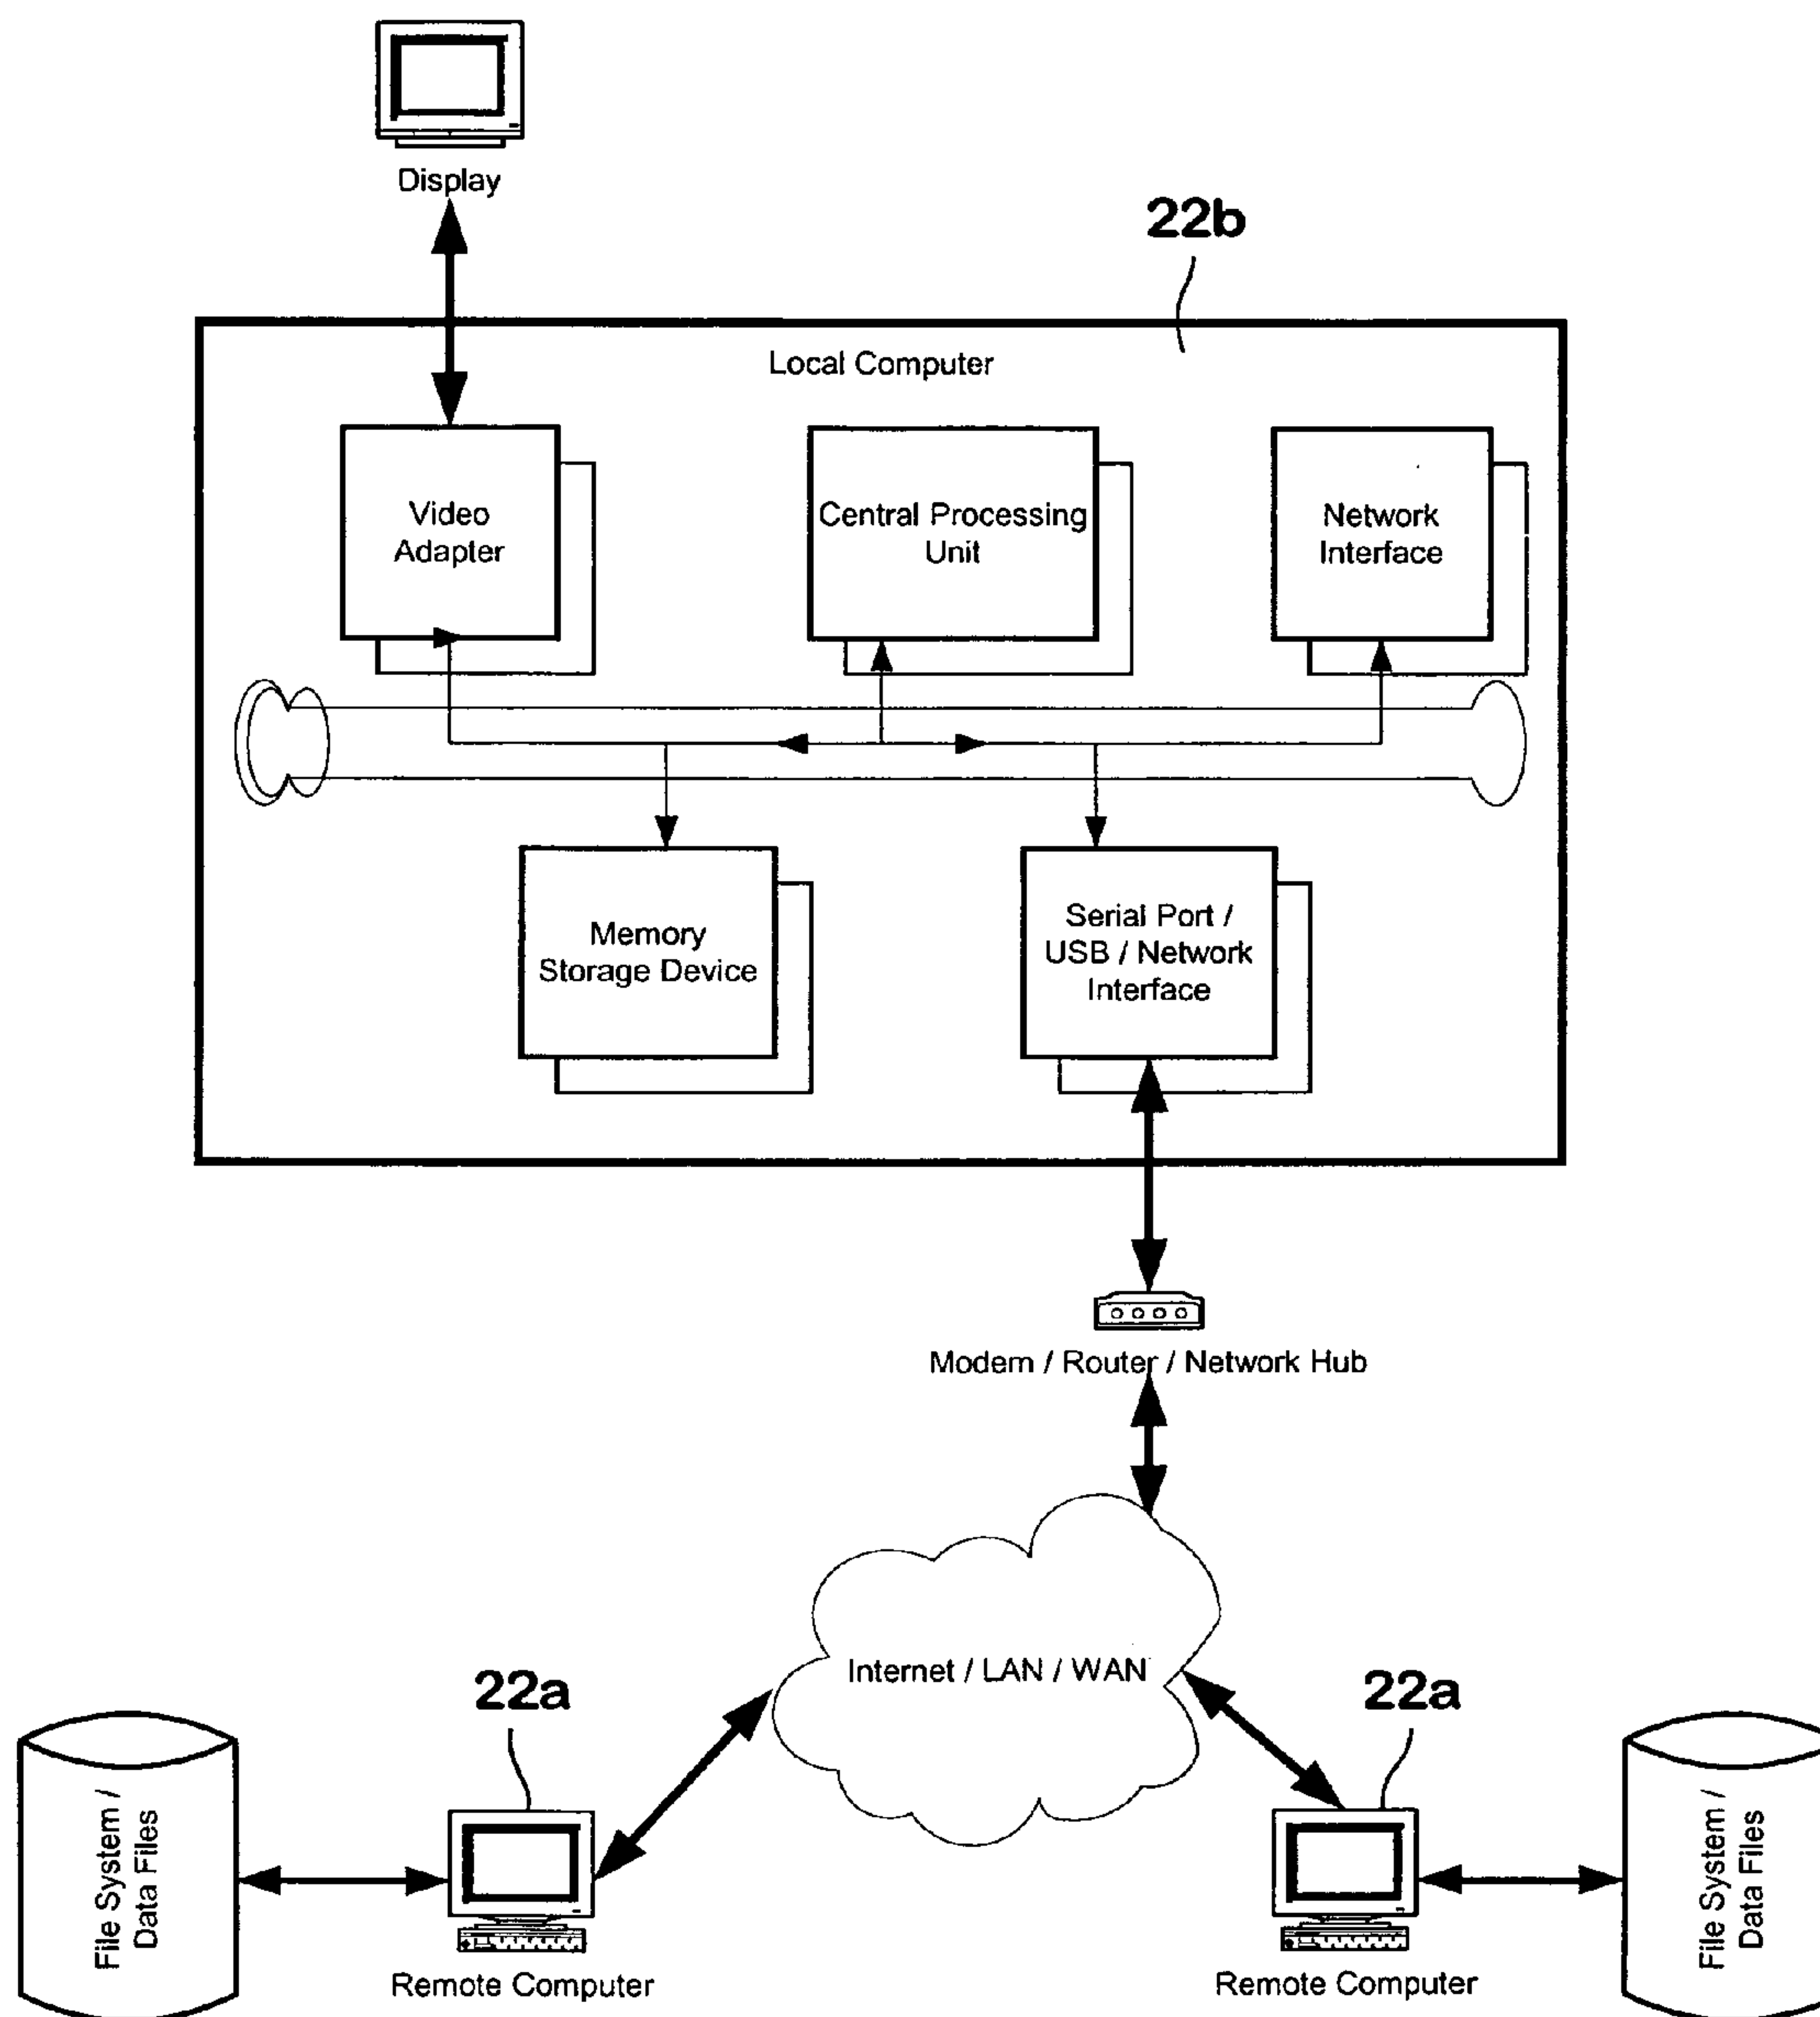 Display
22b
Local Computer
Video
Adapter
Central Processing
Unit
Network
Interface
Memory
Storage Device
Serial Port /
USB / Network
Interface
Modem / Router / Network Hub
Internet / LAN / WAN
22a
22a
File System /
Data Files
File System /
Data Files
Remote Computer
Remote Computer